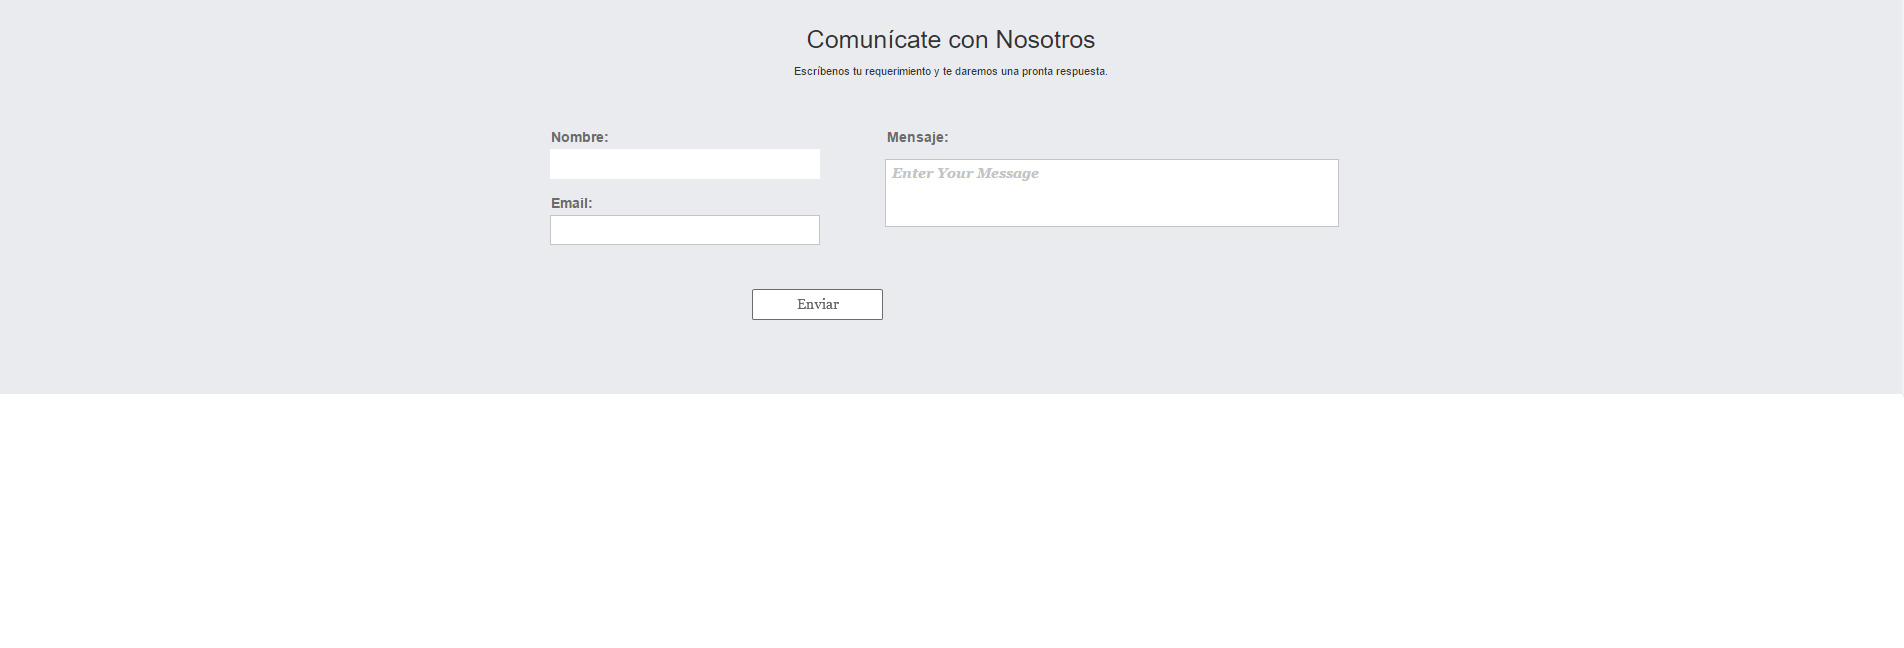 Comunícate con Nosotros
Escríbenos tu requerimiento y te daremos una pronta respuesta.
Nombre:
Email:
Mensaje:
Enter Your Message
Enviar